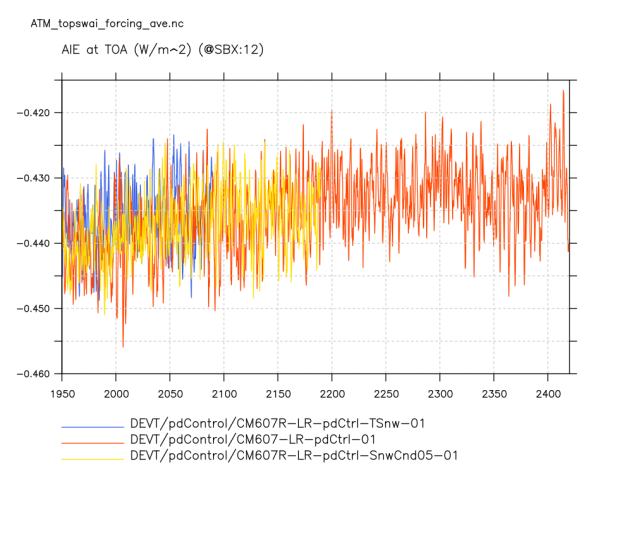 ATM_topswai_forcing_ave.nc
AIE at TOA (W/m^2) (@SBX:12)
-0.420
-0.430
-0.440
-0.450
-0.460
1950 2000 2050 2100 2150 2200 2250 2300 2350 2400
DEVT/pdControl/CM607R-LR-pdCtrl-TSnw-01
DEVT/pdControl/CM607-LR-pdCtrl-01
DEVT/pdControl/CM607R-LR-pdCtrl-SnwCnd05-01